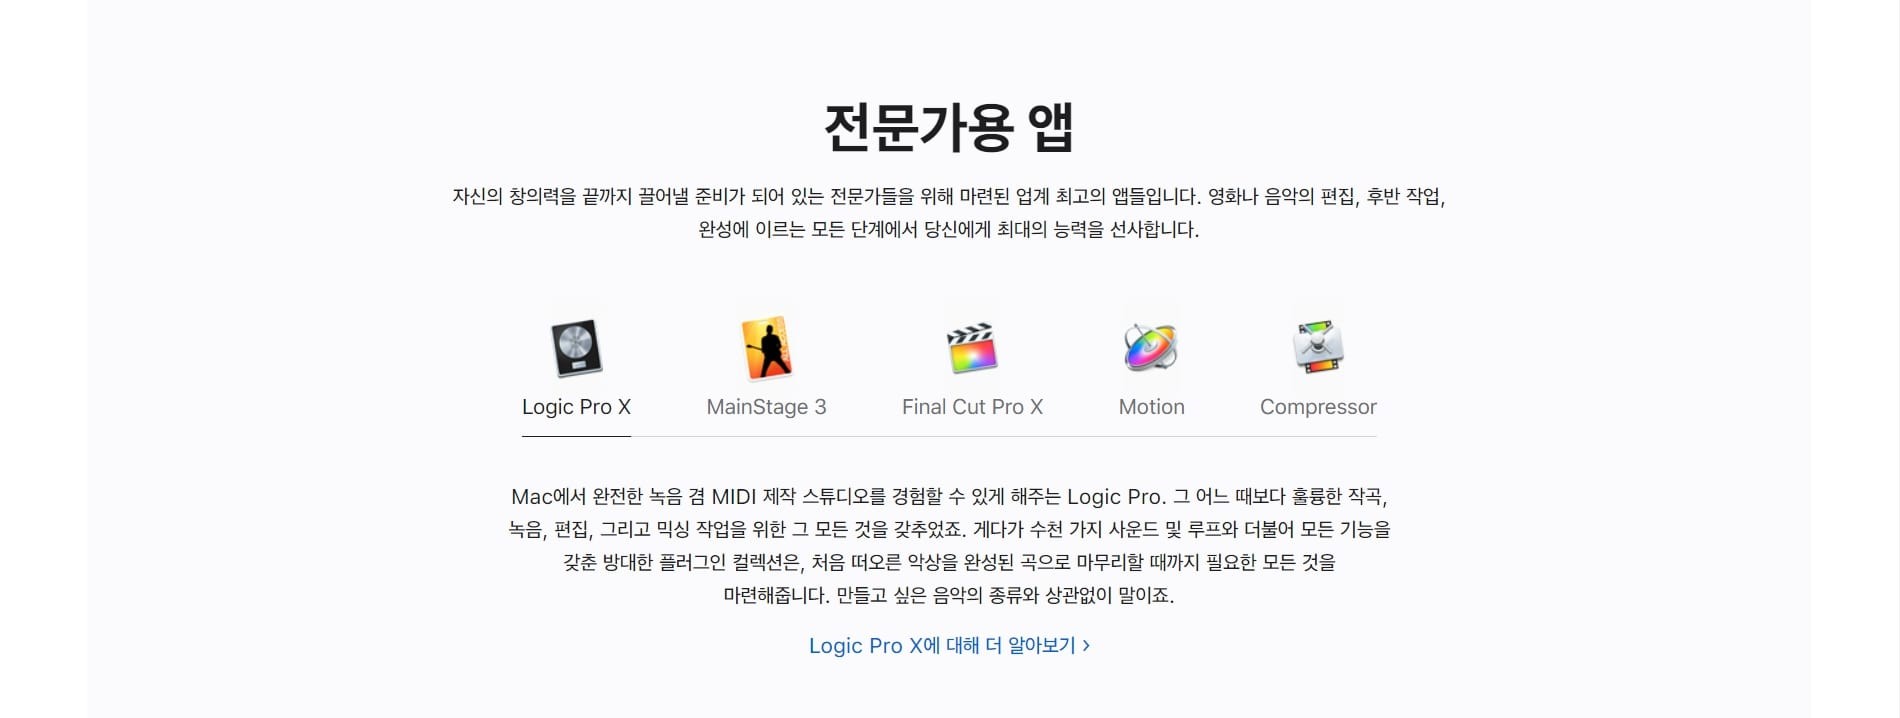 전문가용 앱
자신의 창의력을 끝까지 끌어낼 준비가 되어 있는 전문가들을 위해 마련된 업계 최고의 앱들입니다. 영화나 음악의 편집, 후반 작업,
완성에 이르는 모든 단계에서 당신에게 최대의 능력을 선사합니다.
Logic Pro X
MainStage 3
Final Cut Pro X
Motion
Compressor
Mac에서 완전한 녹음 겸 MIDI 제작 스튜디오를 경험할 수 있게 해주는 Logic Pro. 그 어느 때보다 훌륭한 작곡,
녹음, 편집, 그리고 믹싱 작업을 위한 그 모든 것을 갖추었죠. 게다가 수천 가지 사운드 및 루프와 더불어 모든 기능을
갖춘 방대한 플러그인 컬렉션은, 처음 떠오른 악상을 완성된 곡으로 마무리할 때까지 필요한 모든 것을
마련해줍니다. 만들고 싶은 음악의 종류와 상관없이 말이죠.
Logic Pro X에 대해 더 알아보기 >